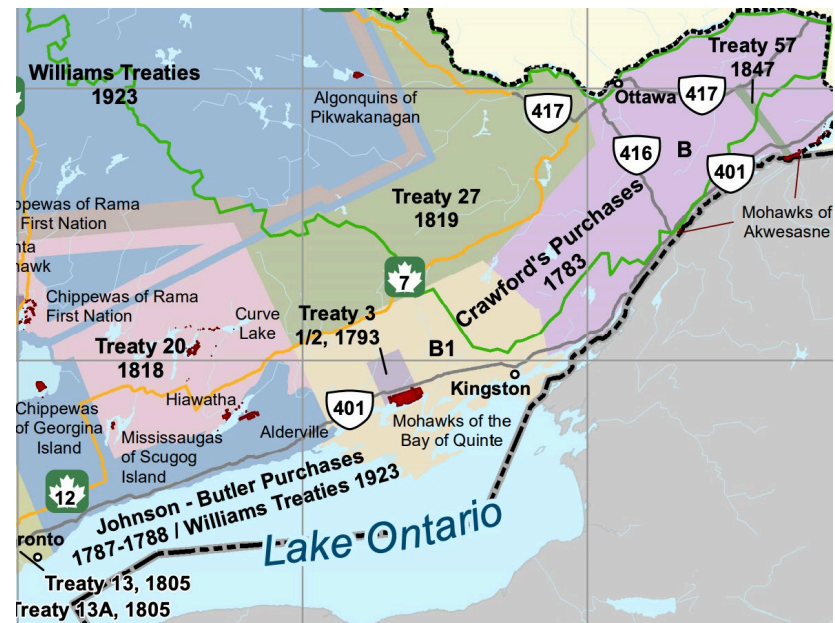 Treaty 57
1847
Williams Treaties
1923
Algonquins of
Pikwakanagan
417
Ottawa
417
416
B
401
Treaty 27
1819
ppewas of Rama
First Nation
Mohawks of
Akwesasne
nta
awk
Crawford's Purchases
1783
7
Chippewas of Rama
First Nation
Curve
Lake
Treaty 3
1/2, 1793
Treaty 20
1818
B1
Kingston
Hiawatha
401
Chippewas
of Georgina
Island
Mississaugas
of Scugog
Island
Alderville
Mohawks of the
Bay of Quinte
12
Johnson - Butler Purchases
1787-1788 / Williams Treaties 1923
Lake Ontario
ronto
Treaty 13, 1805
Treaty 13A, 1805